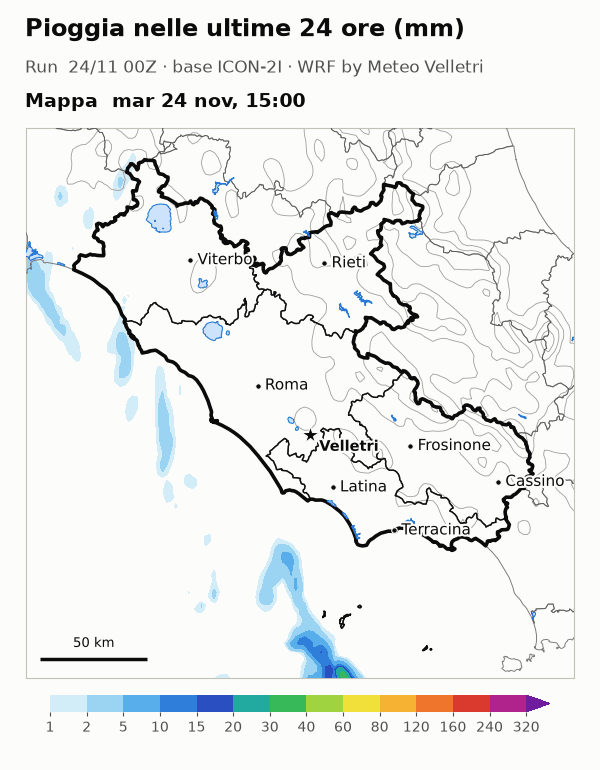 Pioggia nelle ultime 24 ore (mm)
Run  24/11 00Z · base ICON-2I · WRF by Meteo Velletri
Mappa  mar 24 nov, 15:00
Viterbo
Rieti
Roma
Velletri
Frosinone
Latina
Cassino
Terracina
50 km
1 2 5 10 15 20 30 40 60 80 120 160 240 320